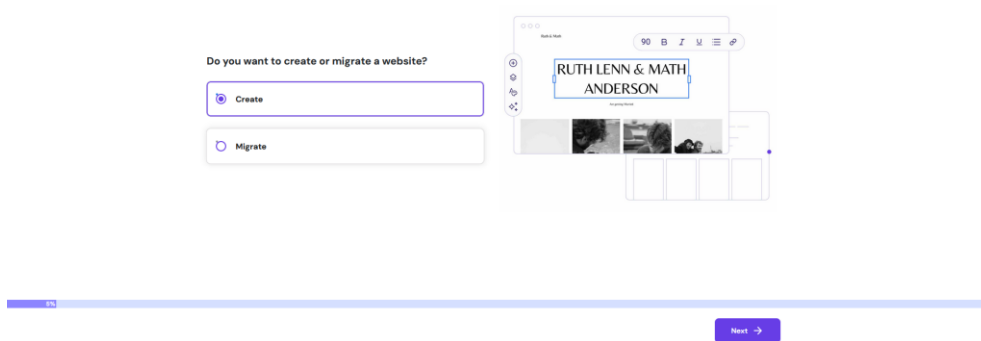 Do you want to create or migrate a website?
Create
Migrate
90 B I U
RUTH LENN & MATH
ANDERSON
5%
Next